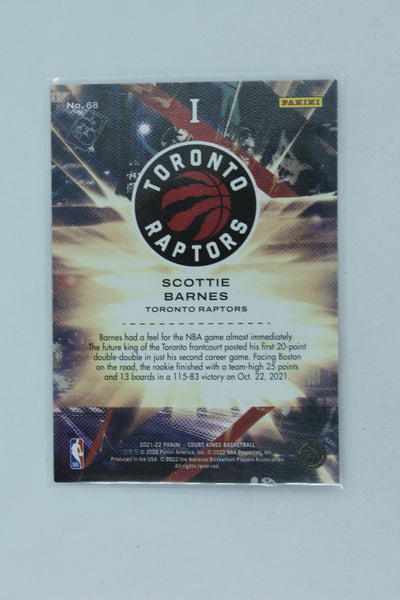 No. 68
I
PANINI
TORONTO
RAPTORS
SCOTTIE
BARNES
TORONTO RAPTORS
Barnes had a feel for the NBA game almost immediately.
The future king of the Toronto frontcourt posted his first 20-point
double-double in just his second career game. Facing Boston
on the road, the rookie finished with a team-high 25 points
and 13 boards in a 115-83 victory on Oct. 22, 2021.
2021-22 PANINI – COURT KINGS BASKETBALL
© 2022 Panini America, Inc. © 2022 NBA Properties, Inc.
Produced in the USA. © 2022 the National Basketball Players Association.
All rights reserved.